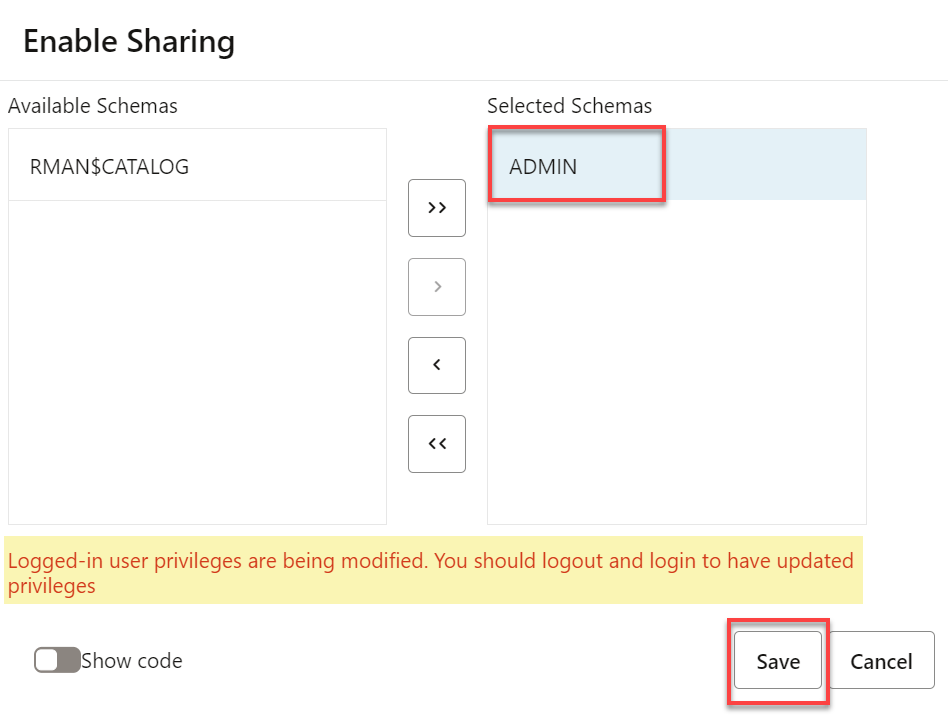 Enable Sharing
Available Schemas
Selected Schemas
RMAN$CATALOG
ADMIN
>>
>
<
<<
Logged-in user privileges are being modified. You should logout and login to have updated
privileges
Show code
Save
Cancel